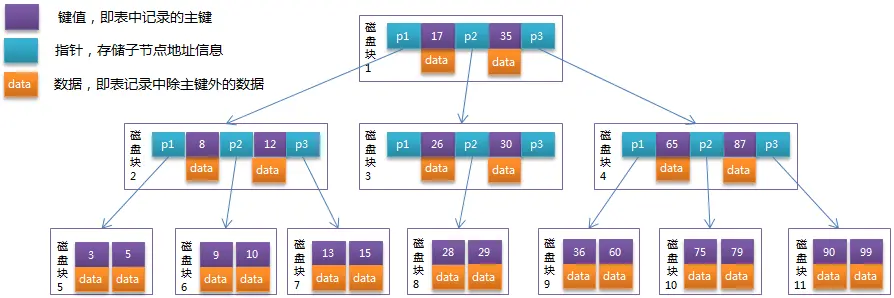 键值，即表中记录的主键
指针，存储子节点地址信息
data 数据，即表记录中除主键外的数据
磁盘块1
p1 17 p2 35 p3
data data
磁盘块2
p1 8 p2 12 p3
data data
磁盘块3
p1 26 p2 30 p3
data data
磁盘块4
p1 65 p2 87 p3
data data
磁盘块5
3 5
data data
磁盘块6
9 10
data data
磁盘块7
13 15
data data
磁盘块8
28 29
data data
磁盘块9
36 60
data data
磁盘块10
75 79
data data
磁盘块11
90 99
data data